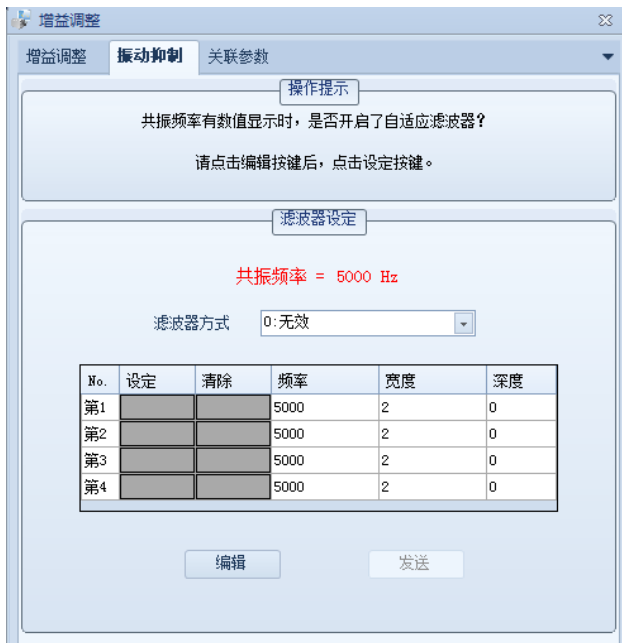 增益调整
增益调整 振动抑制 关联参数
操作提示
共振频率有数值显示时，是否开启了自适应滤波器?
请点击编辑按键后，点击设定按键。
滤波器设定
共振频率 = 5000 Hz
滤波器方式 0:无效
No. 设定 清除 频率 宽度 深度
第1 5000 2 0
第2 5000 2 0
第3 5000 2 0
第4 5000 2 0
编辑 发送